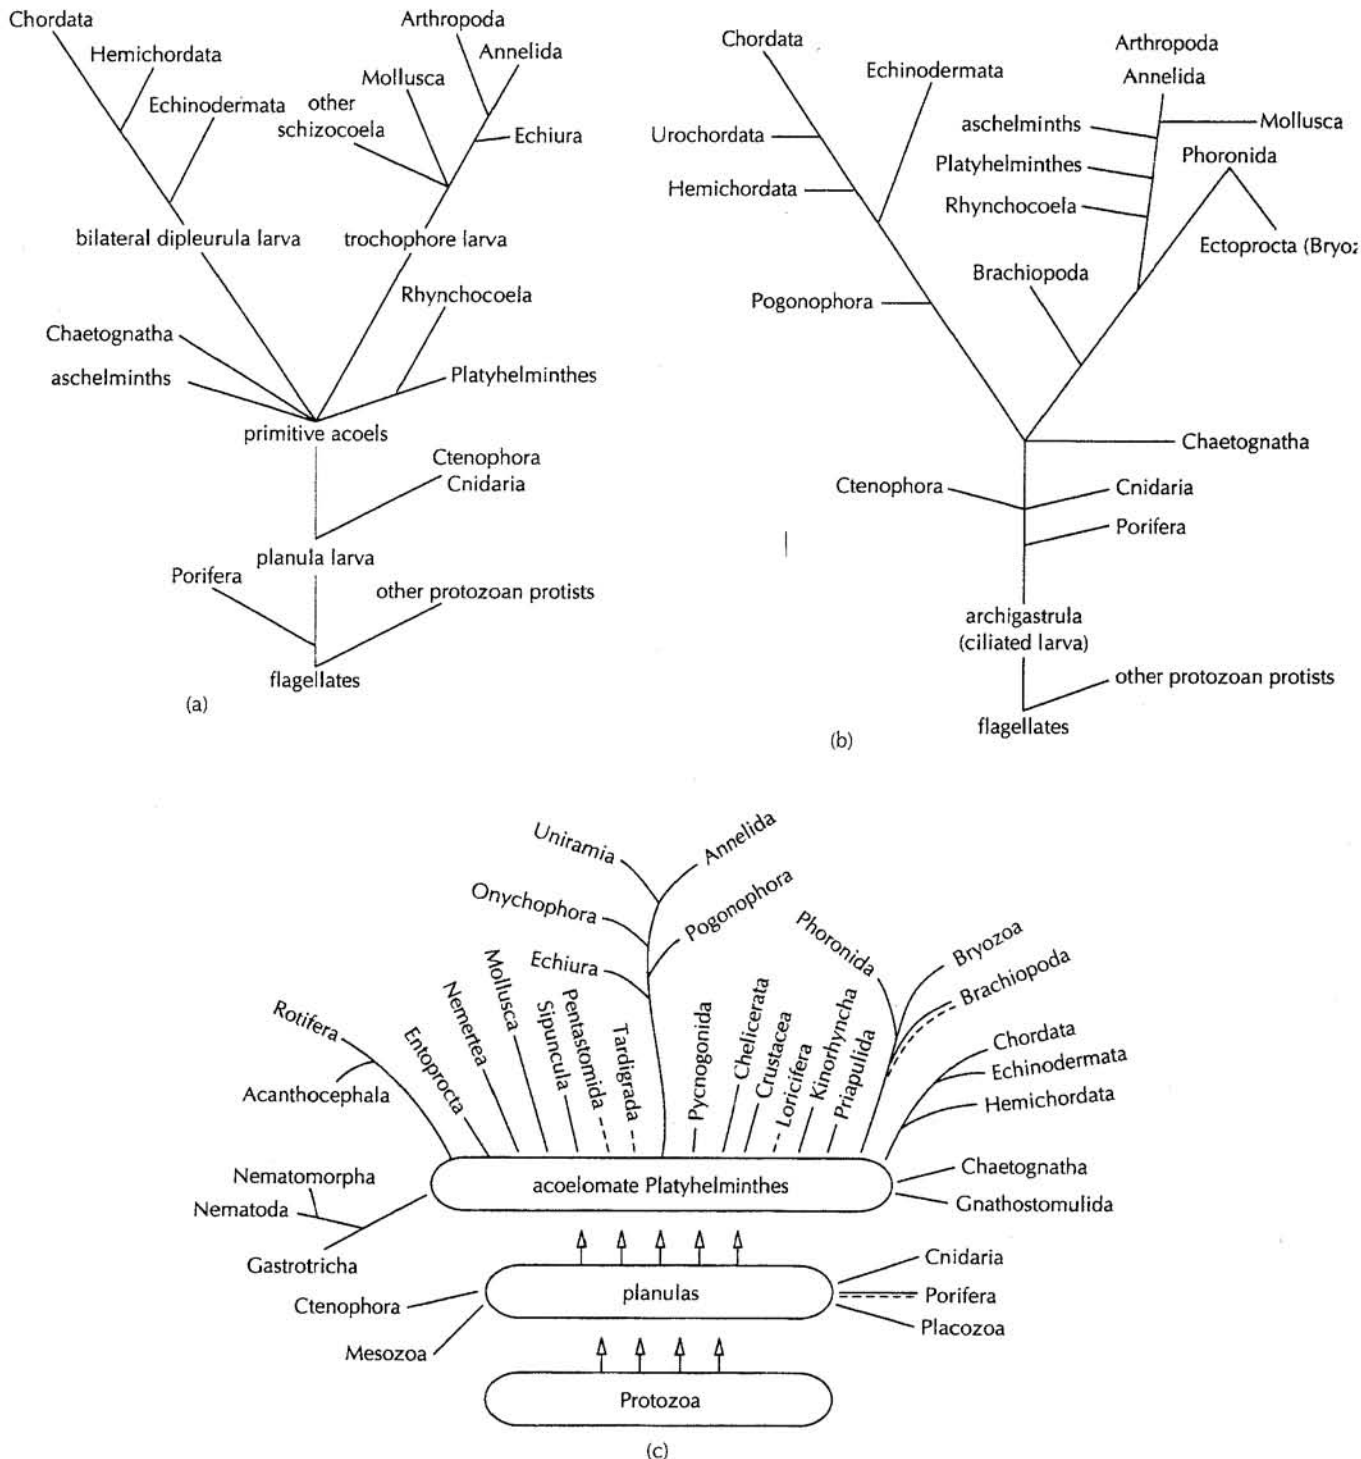 Chordata
Hemichordata
Echinodermata
other
schizocoela
Mollusca
Arthropoda
Annelida
Echiura
bilateral dipleurula larva
trochophore larva
Rhynchocoela
Chaetognatha
aschelminths
Platyhelminthes
primitive acoels
Ctenophora
Cnidaria
planula larva
Porifera
other protozoan protists
flagellates
(a)
Chordata
Echinodermata
Urochordata
Hemichordata
Pogonophora
Arthropoda
Annelida
aschelminths
Mollusca
Platyhelminthes
Phoronida
Rhynchocoela
Ectoprocta (Bryoz
Brachiopoda
Chaetognatha
Ctenophora
Cnidaria
Porifera
archigastrula
(ciliated larva)
other protozoan protists
flagellates
(b)
Uniramia
Annelida
Onychophora
Pogonophora
Echiura
Rotifera
Acanthocephala
Entoprocta
Nemertea
Mollusca
Sipuncula
Pentastomida
Tardigrada
Pycnogonida
Chelicerata
Crustacea
Loricifera
Kinorhyncha
Priapulida
Phoronida
Bryozoa
Brachiopoda
Chordata
Echinodermata
Hemichordata
Nematomorpha
Nematoda
Gastrotricha
acoelomate Platyhelminthes
Chaetognatha
Gnathostomulida
Ctenophora
Mesozoa
planulas
Cnidaria
Porifera
Placozoa
Protozoa
(c)